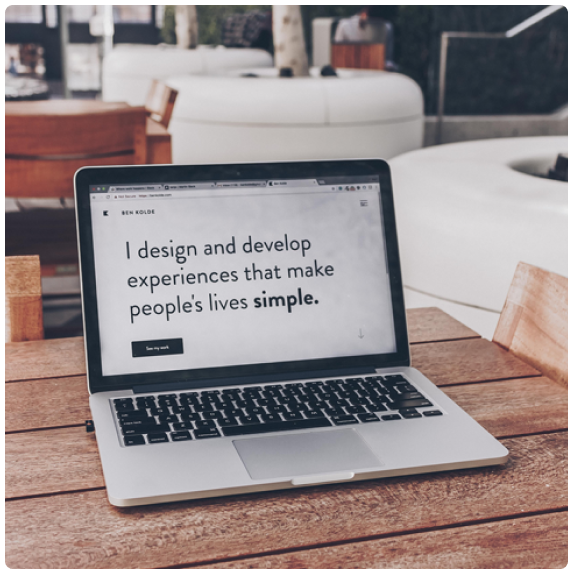 BEN KOLDE
I design and develop
experiences that make
people's lives simple.
See my work